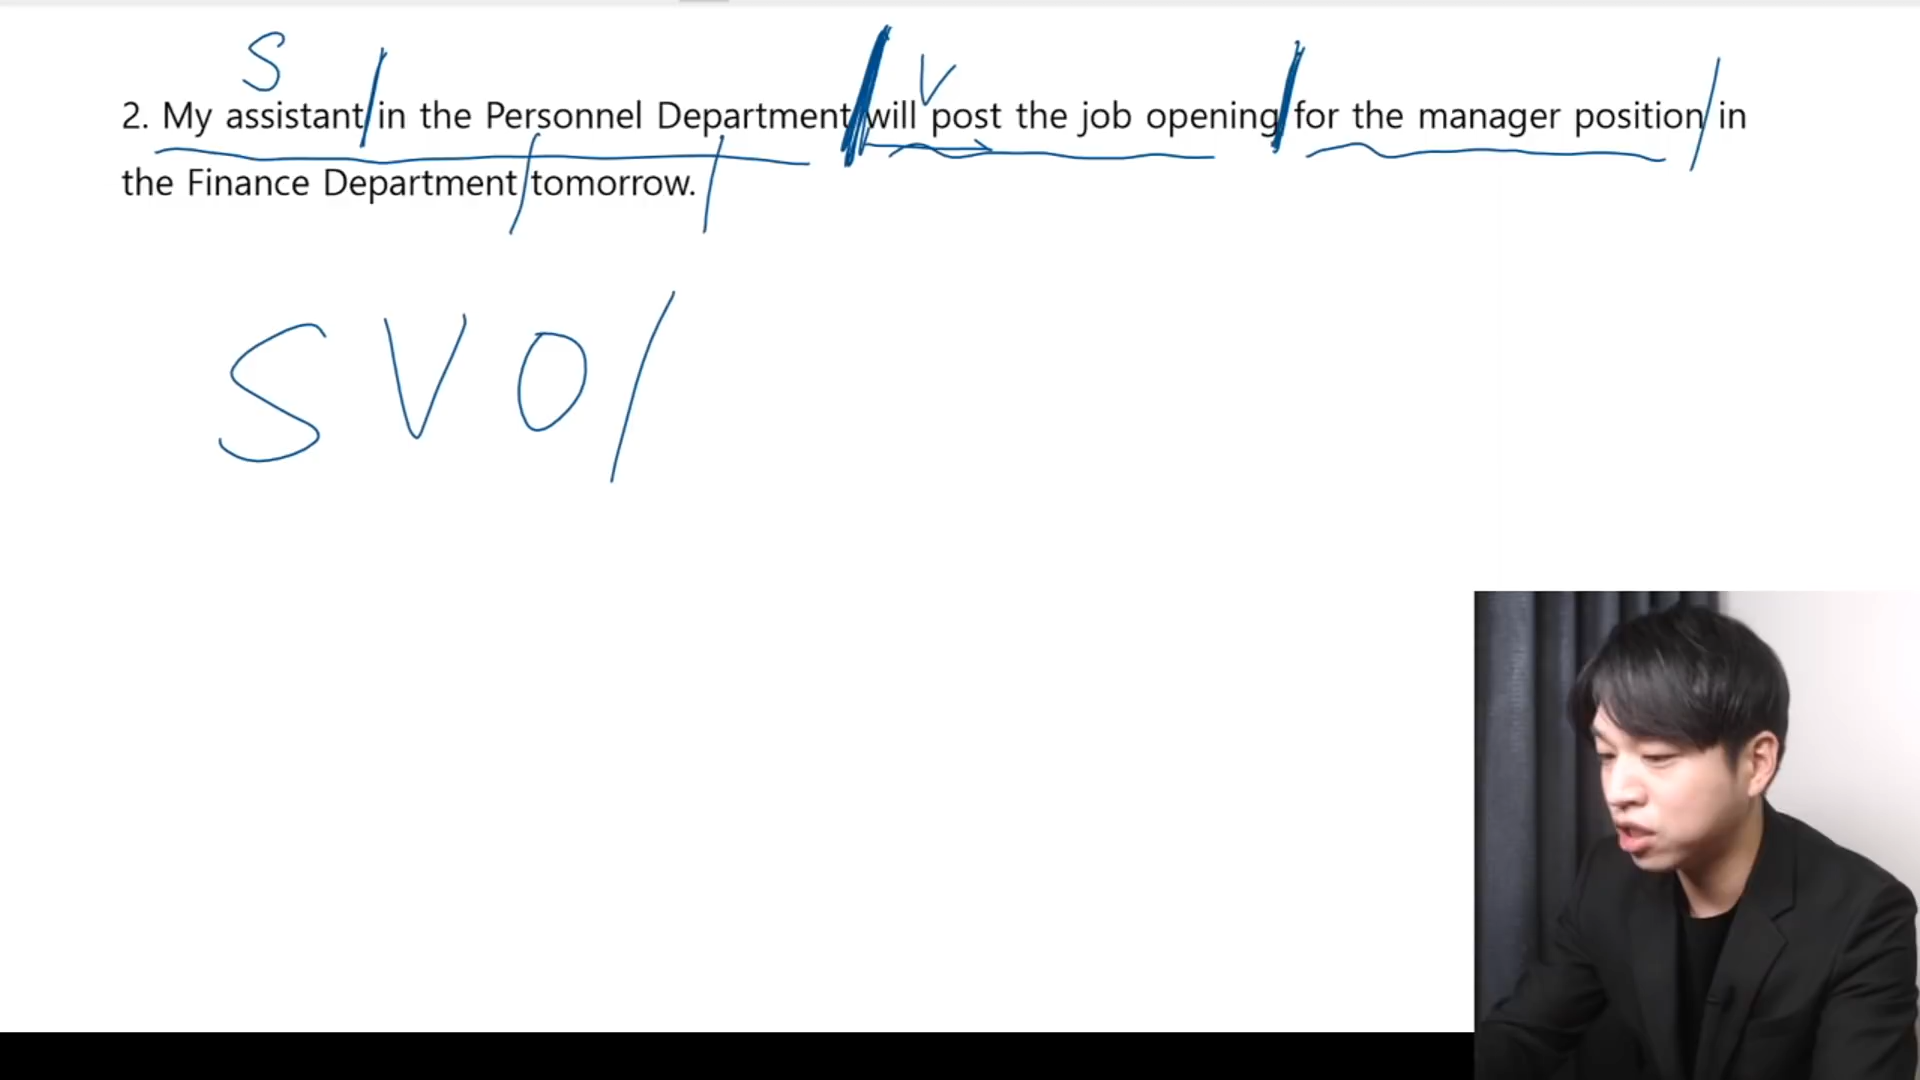 S V
2. My assistant in the Personnel Department will post the job opening for the manager position in
the Finance Department tomorrow.
S V O